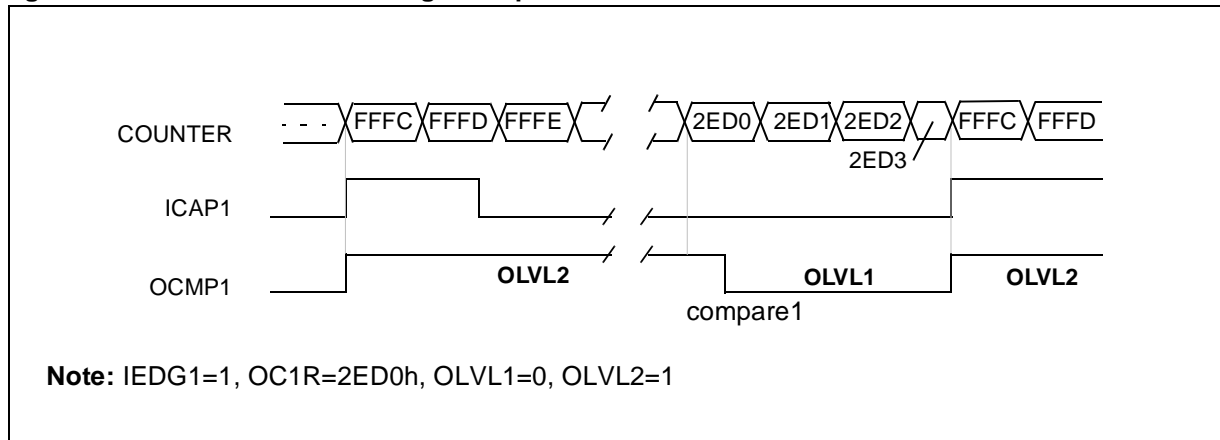 COUNTER - - - FFFC FFFD FFFE 2ED0 2ED1 2ED2 2ED3 FFFC FFFD
ICAP1
OCMP1 OLVL2 OLVL1 OLVL2
compare1
Note: IEDG1=1, OC1R=2ED0h, OLVL1=0, OLVL2=1